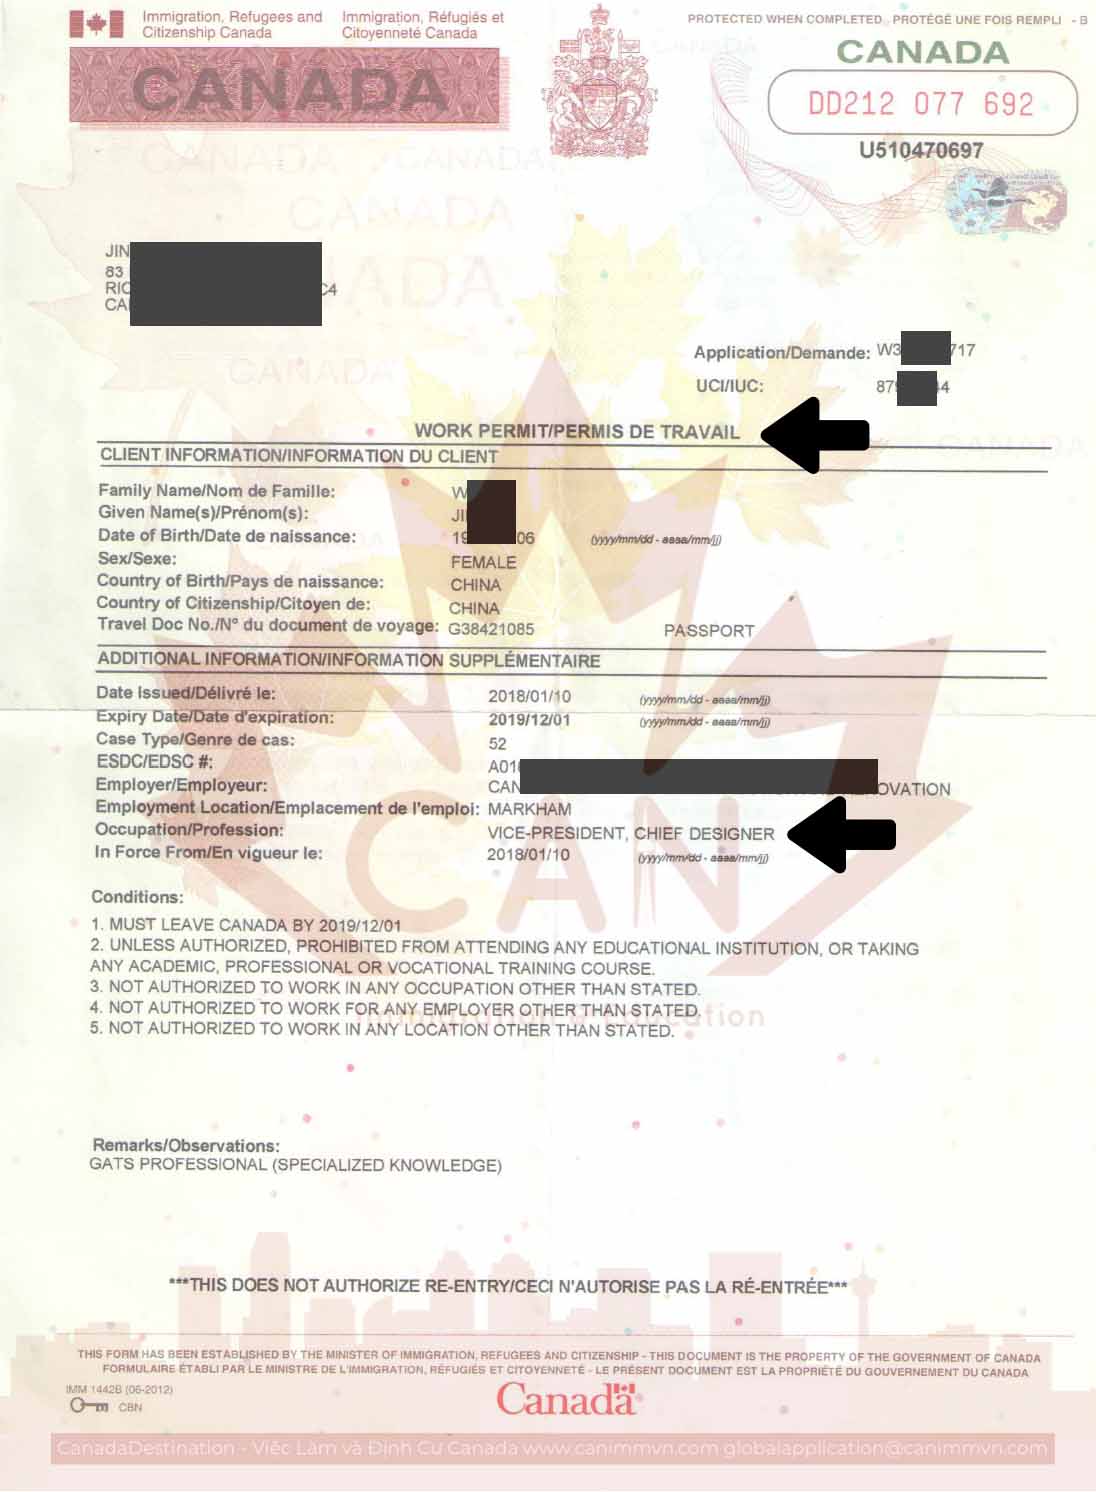 Immigration, Refugees and Citizenship Canada
Immigration, Réfugiés et Citoyenneté Canada
PROTECTED WHEN COMPLETED - PROTÉGÉ UNE FOIS REMPLI - B
CANADA
CANADA
DD212 077 692
U510470697
JIN
83
RIC C4
CA
Application/Demande: W3 717
UCI/IUC: 879 4
WORK PERMIT/PERMIS DE TRAVAIL
CLIENT INFORMATION/INFORMATION DU CLIENT
Family Name/Nom de Famille: W
Given Name(s)/Prénom(s): JI
Date of Birth/Date de naissance: 19 06 (yyyy/mm/dd - aaaa/mm/jj)
Sex/Sexe: FEMALE
Country of Birth/Pays de naissance: CHINA
Country of Citizenship/Citoyen de: CHINA
Travel Doc No./N° du document de voyage: G38421085 PASSPORT
ADDITIONAL INFORMATION/INFORMATION SUPPLÉMENTAIRE
Date Issued/Délivré le: 2018/01/10 (yyyy/mm/dd - aaaa/mm/jj)
Expiry Date/Date d'expiration: 2019/12/01 (yyyy/mm/dd - aaaa/mm/jj)
Case Type/Genre de cas: 52
ESDC/EDSC #: A01
Employer/Employeur: CAN OVATION
Employment Location/Emplacement de l'emploi: MARKHAM
Occupation/Profession: VICE-PRESIDENT, CHIEF DESIGNER
In Force From/En vigueur le: 2018/01/10 (yyyy/mm/dd - aaaa/mm/jj)
CAN
Conditions:
1. MUST LEAVE CANADA BY 2019/12/01
2. UNLESS AUTHORIZED, PROHIBITED FROM ATTENDING ANY EDUCATIONAL INSTITUTION, OR TAKING
ANY ACADEMIC, PROFESSIONAL OR VOCATIONAL TRAINING COURSE.
3. NOT AUTHORIZED TO WORK IN ANY OCCUPATION OTHER THAN STATED.
4. NOT AUTHORIZED TO WORK FOR ANY EMPLOYER OTHER THAN STATED.
Immigration & Education
5. NOT AUTHORIZED TO WORK IN ANY LOCATION OTHER THAN STATED.
Remarks/Observations:
GATS PROFESSIONAL (SPECIALIZED KNOWLEDGE)
***THIS DOES NOT AUTHORIZE RE-ENTRY/CECI N'AUTORISE PAS LA RÉ-ENTRÉE***
THIS FORM HAS BEEN ESTABLISHED BY THE MINISTER OF IMMIGRATION, REFUGEES AND CITIZENSHIP - THIS DOCUMENT IS THE PROPERTY OF THE GOVERNMENT OF CANADA
FORMULAIRE ÉTABLI PAR LE MINISTRE DE L'IMMIGRATION, RÉFUGIÉS ET CITOYENNETÉ - LE PRÉSENT DOCUMENT EST LA PROPRIÉTÉ DU GOUVERNEMENT DU CANADA
IMM 1442B (06-2012)
CBN
Canada
CanadaDestination - Việc Làm và Định Cư Canada www.canimmvn.com globalapplication@canimmvn.com